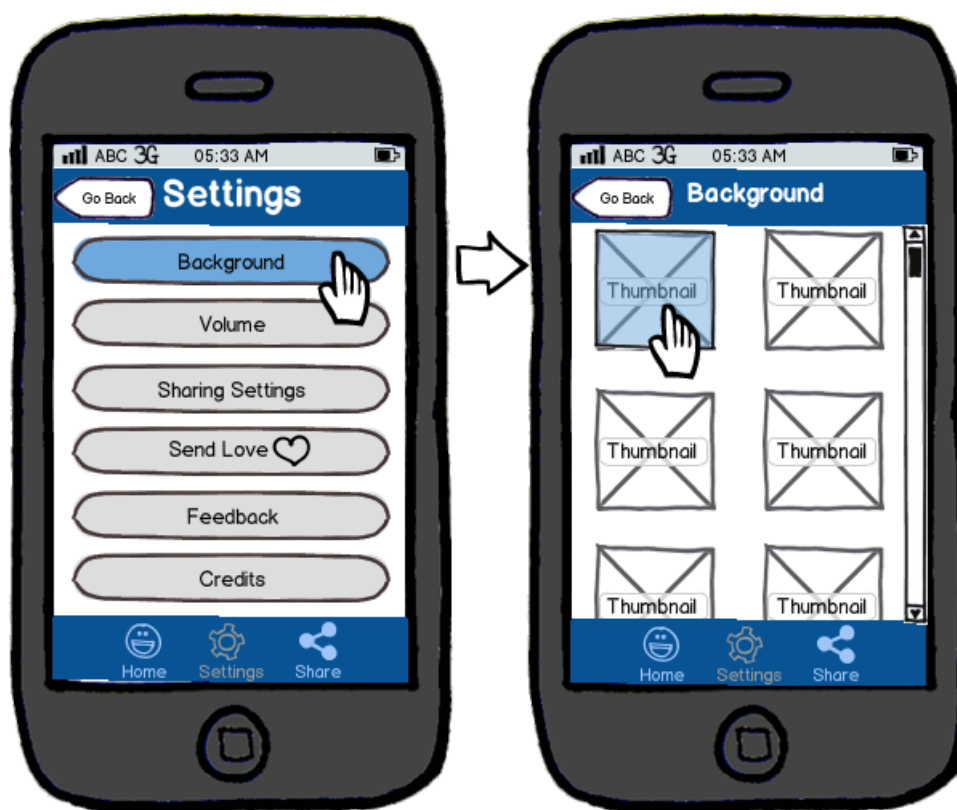 ABC 3G 05:33 AM
Go Back Settings
Background
Volume
Sharing Settings
Send Love
Feedback
Credits
Home Settings Share
ABC 3G 05:33 AM
Go Back Background
Thumbnail Thumbnail
Thumbnail Thumbnail
Thumbnail Thumbnail
Home Settings Share